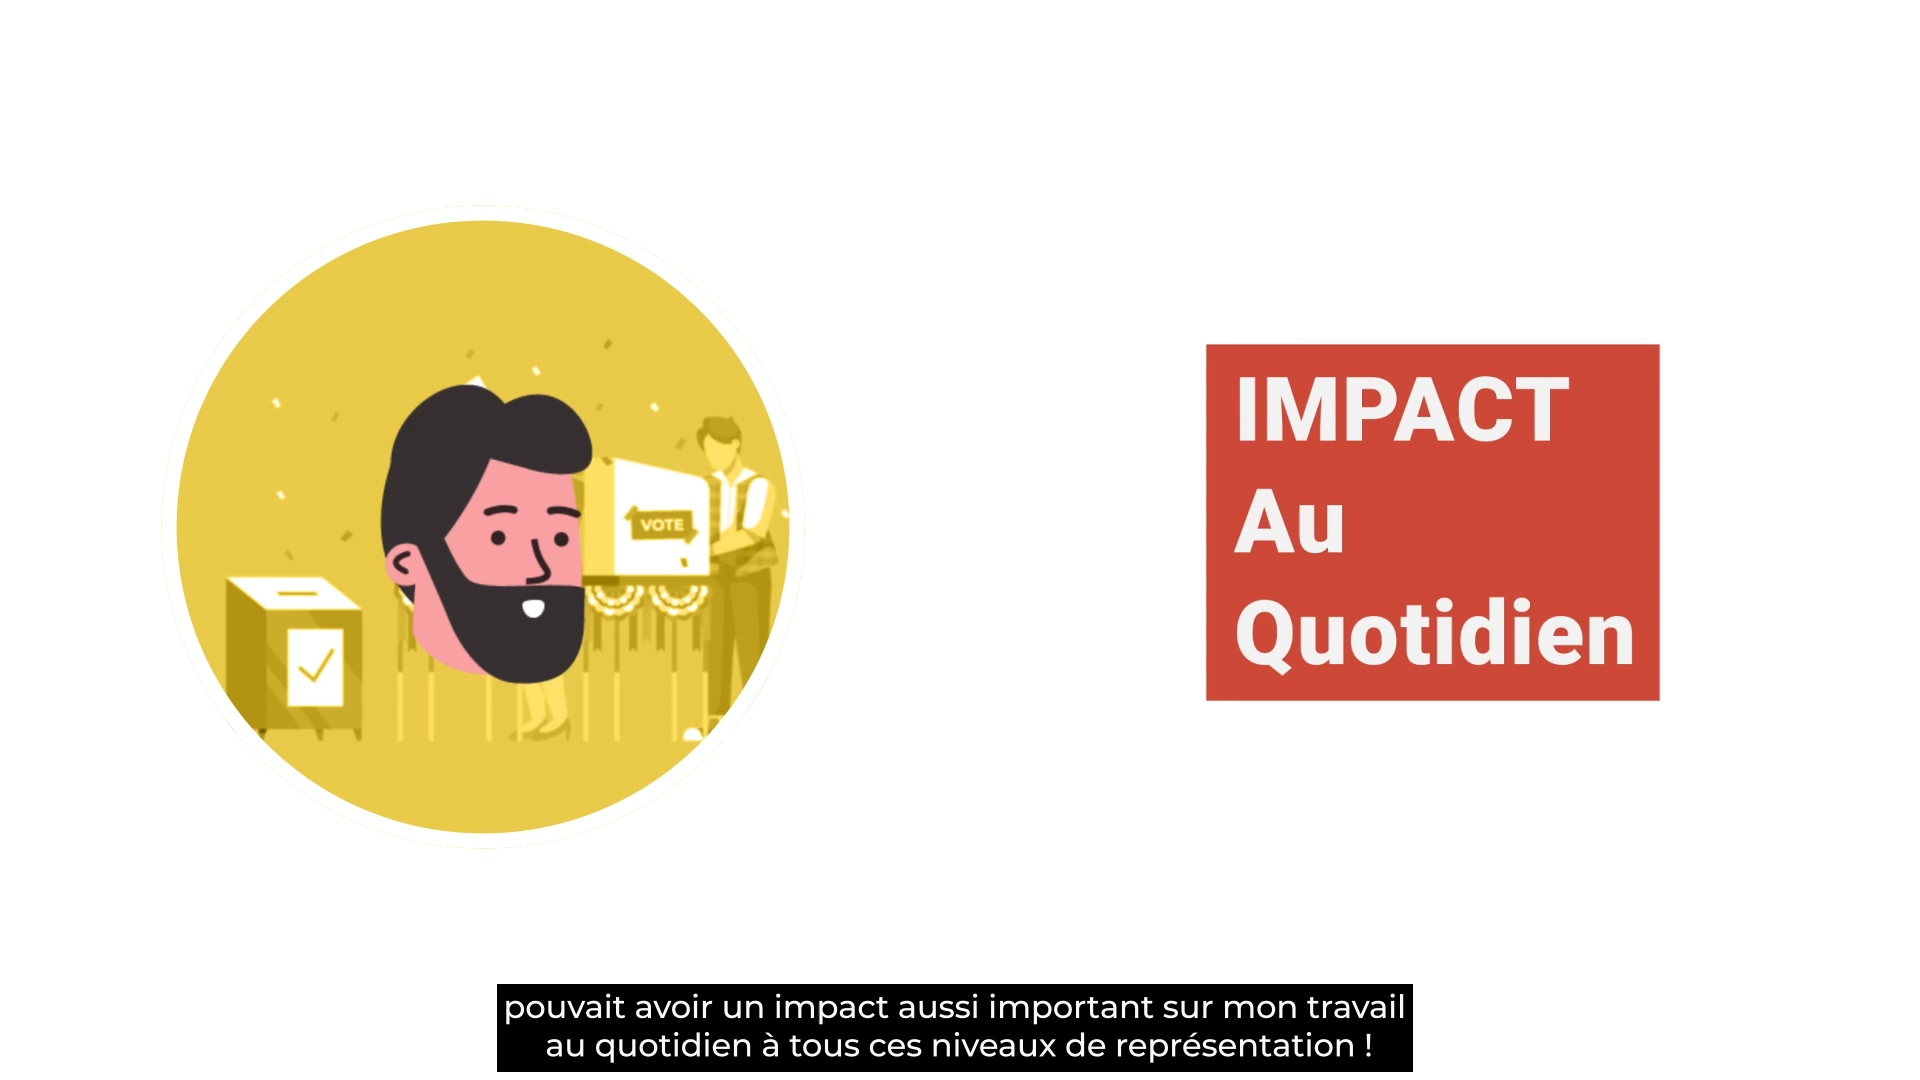 VOTE
IMPACT
Au
Quotidien
pouvait avoir un impact aussi important sur mon travail
au quotidien à tous ces niveaux de représentation !